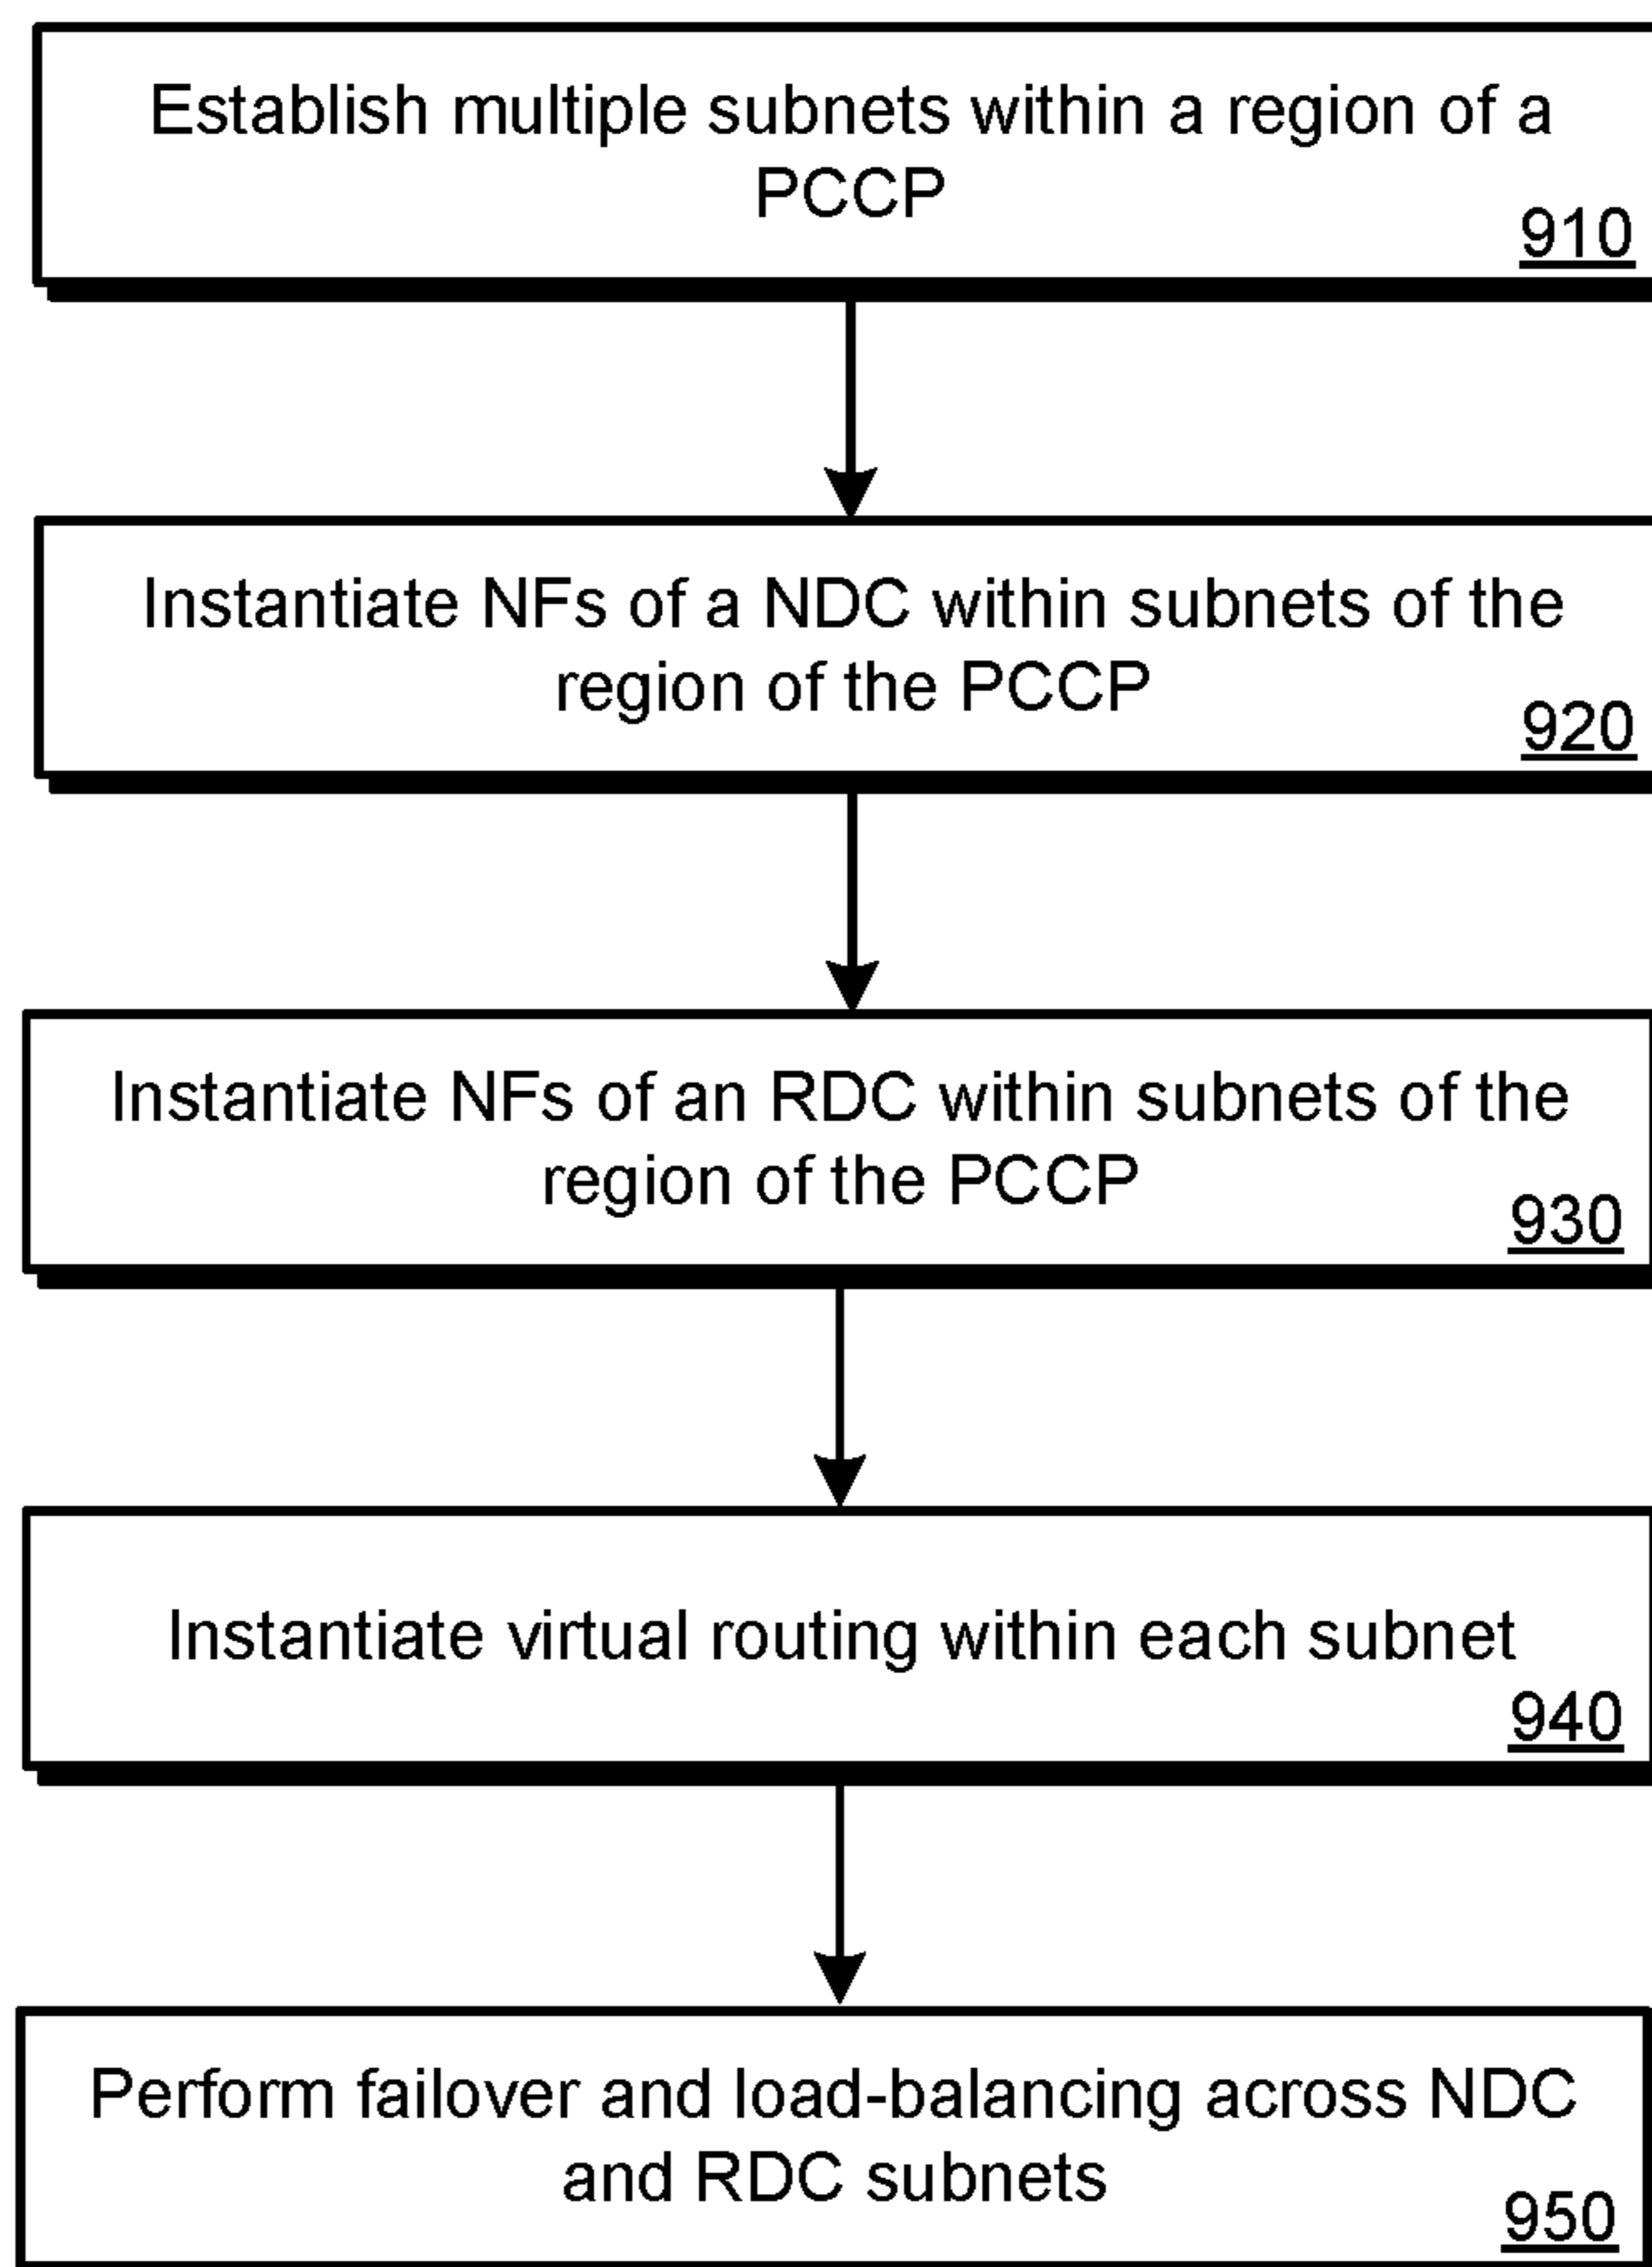 Establish multiple subnets within a region of a
PCCP
910
Instantiate NFs of a NDC within subnets of the
region of the PCCP
920
Instantiate NFs of an RDC within subnets of the
region of the PCCP
930
Instantiate virtual routing within each subnet
940
Perform failover and load-balancing across NDC
and RDC subnets
950